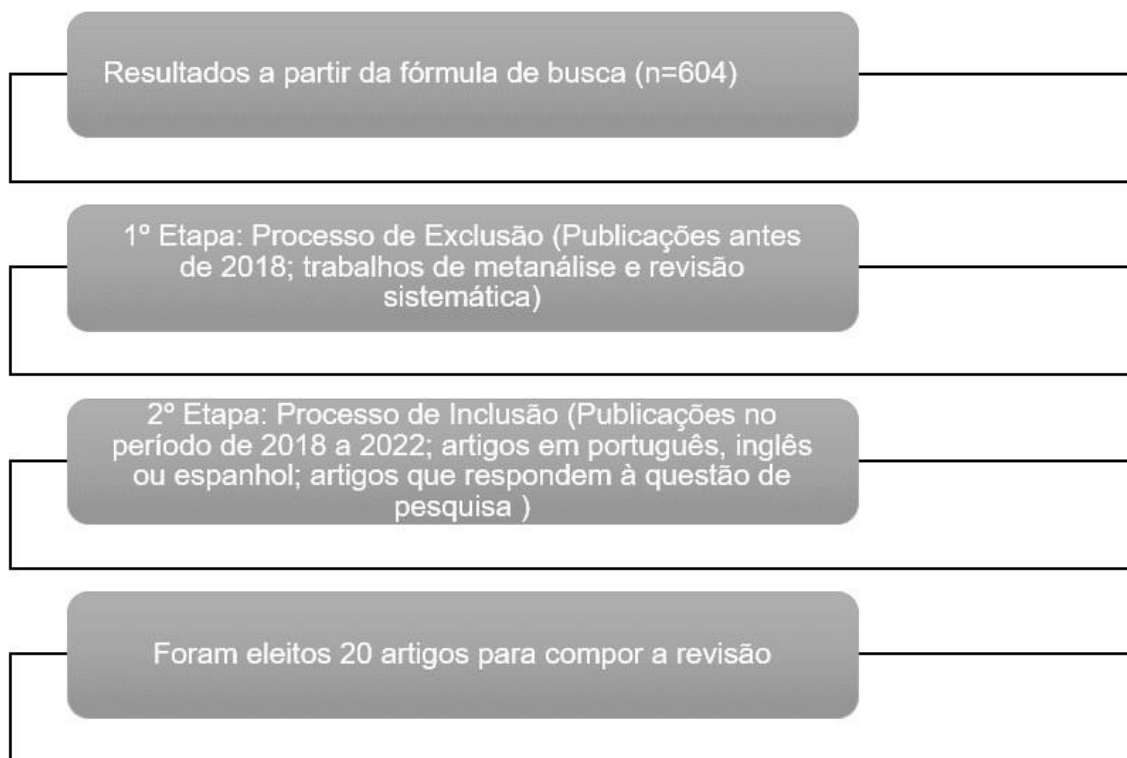 Resultados a partir da fórmula de busca (n=604)
1º Etapa: Processo de Exclusão (Publicações antes
de 2018; trabalhos de metanálise e revisão
sistemática)
2º Etapa: Processo de Inclusão (Publicações no
período de 2018 a 2022; artigos em português, inglês
ou espanhol; artigos que respondem à questão de
pesquisa )
Foram eleitos 20 artigos para compor a revisão